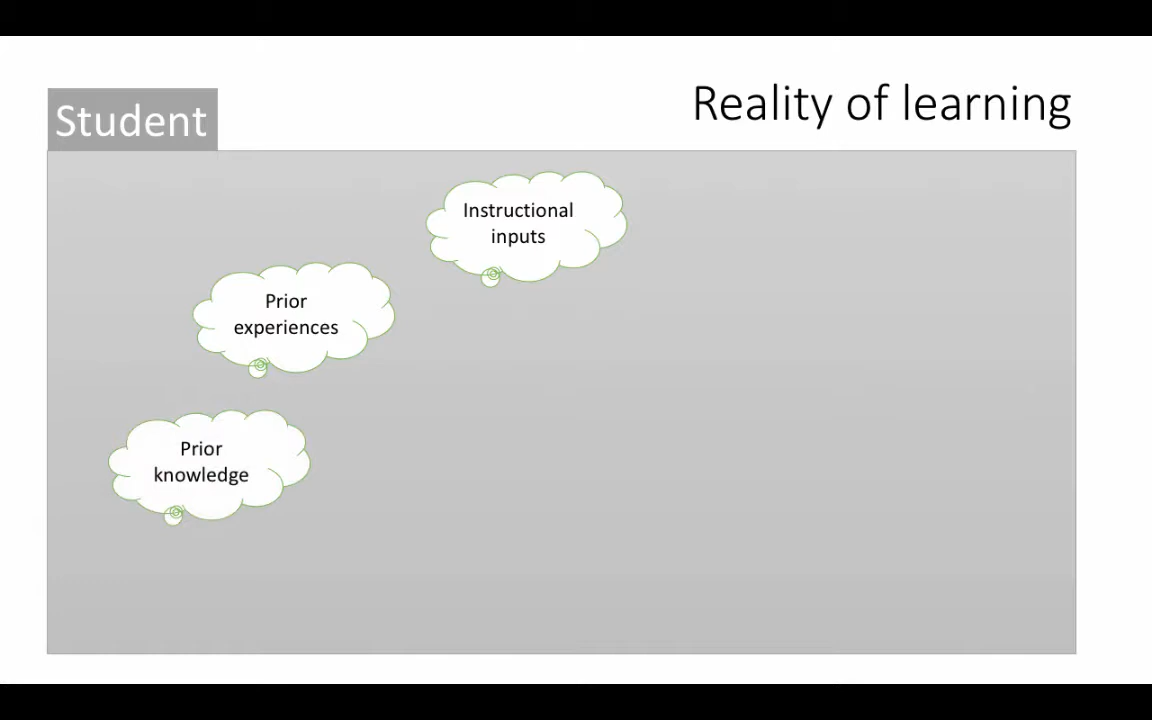 Reality of learning
Student
Instructional
inputs
Prior
experiences
Prior
knowledge